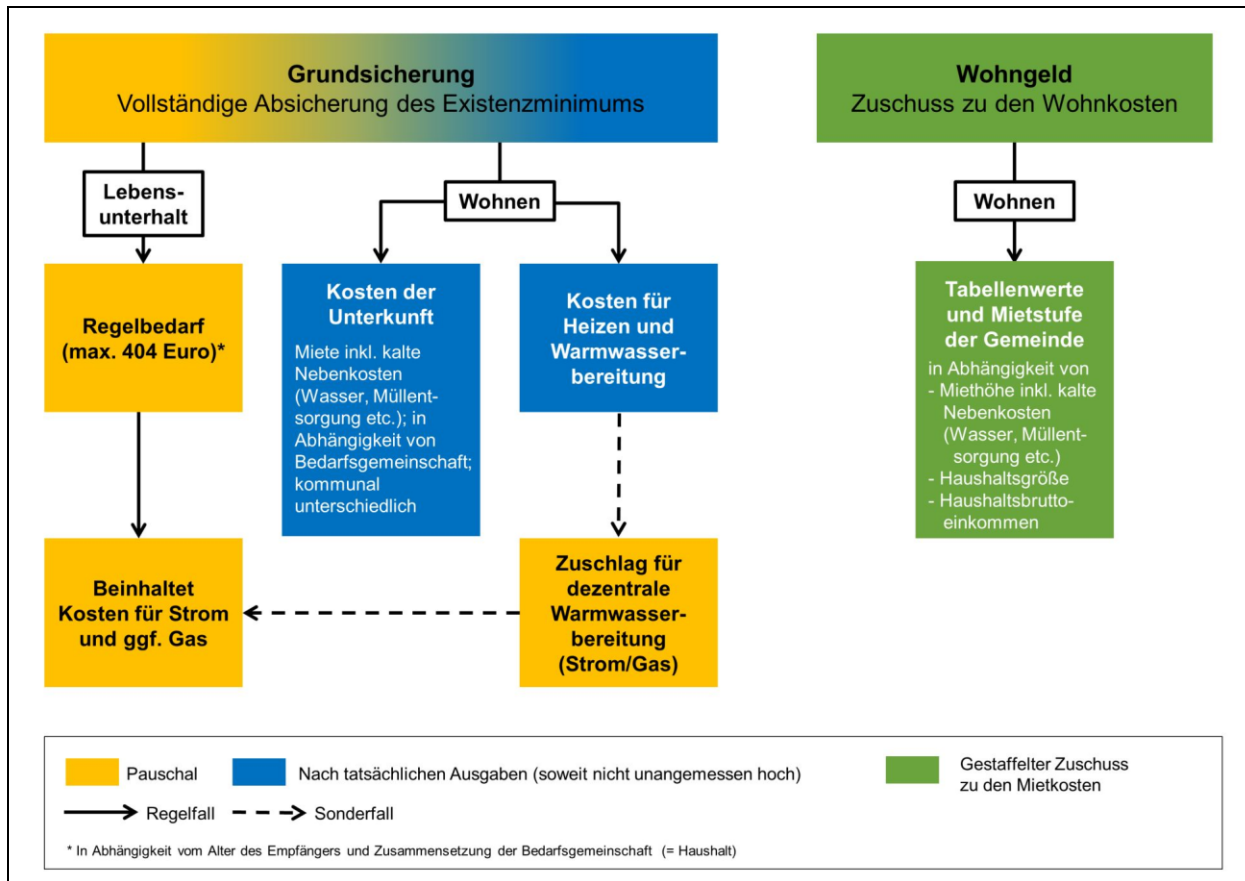 Grundsicherung
Vollständige Absicherung des Existenzminimums
Wohngeld
Zuschuss zu den Wohnkosten
Lebens-
unterhalt
Wohnen
Wohnen
Regelbedarf
(max. 404 Euro)*
Kosten der
Unterkunft
Miete inkl. kalte
Nebenkosten
(Wasser, Müllent-
sorgung etc.); in
Abhängigkeit von
Bedarfsgemeinschaft;
kommunal
unterschiedlich
Kosten für
Heizen und
Warmwasser-
bereitung
Tabellenwerte
und Mietstufe
der Gemeinde
in Abhängigkeit von
- Miethöhe inkl. kalte
Nebenkosten
(Wasser, Müllent-
sorgung etc.)
- Haushaltsgröße
- Haushaltsbrutto-
einkommen
Beinhaltet
Kosten für Strom
und ggf. Gas
Zuschlag für
dezentrale
Warmwasser-
bereitung
(Strom/Gas)
Pauschal
Nach tatsächlichen Ausgaben (soweit nicht unangemessen hoch)
Gestaffelter Zuschuss
zu den Mietkosten
Regelfall
Sonderfall
* In Abhängigkeit vom Alter des Empfängers und Zusammensetzung der Bedarfsgemeinschaft (= Haushalt)